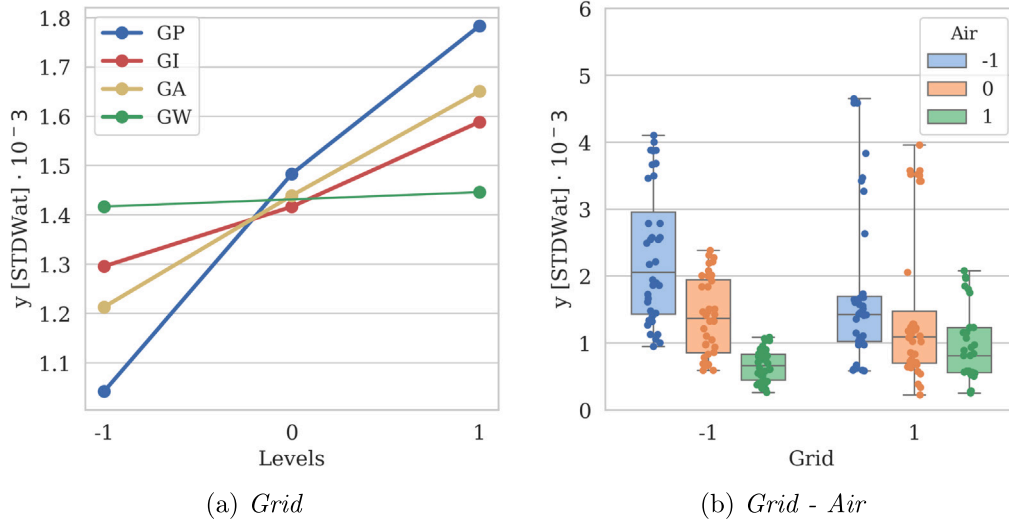 y [STDWat] · 10⁻3
1.8
1.7
1.6
1.5
1.4
1.3
1.2
1.1
GP
GI
GA
GW
-1 0 1
Levels
(a) Grid
y [STDWat] · 10⁻3
6
5
4
3
2
1
0
Air
-1
0
1
-1 1
Grid
(b) Grid - Air